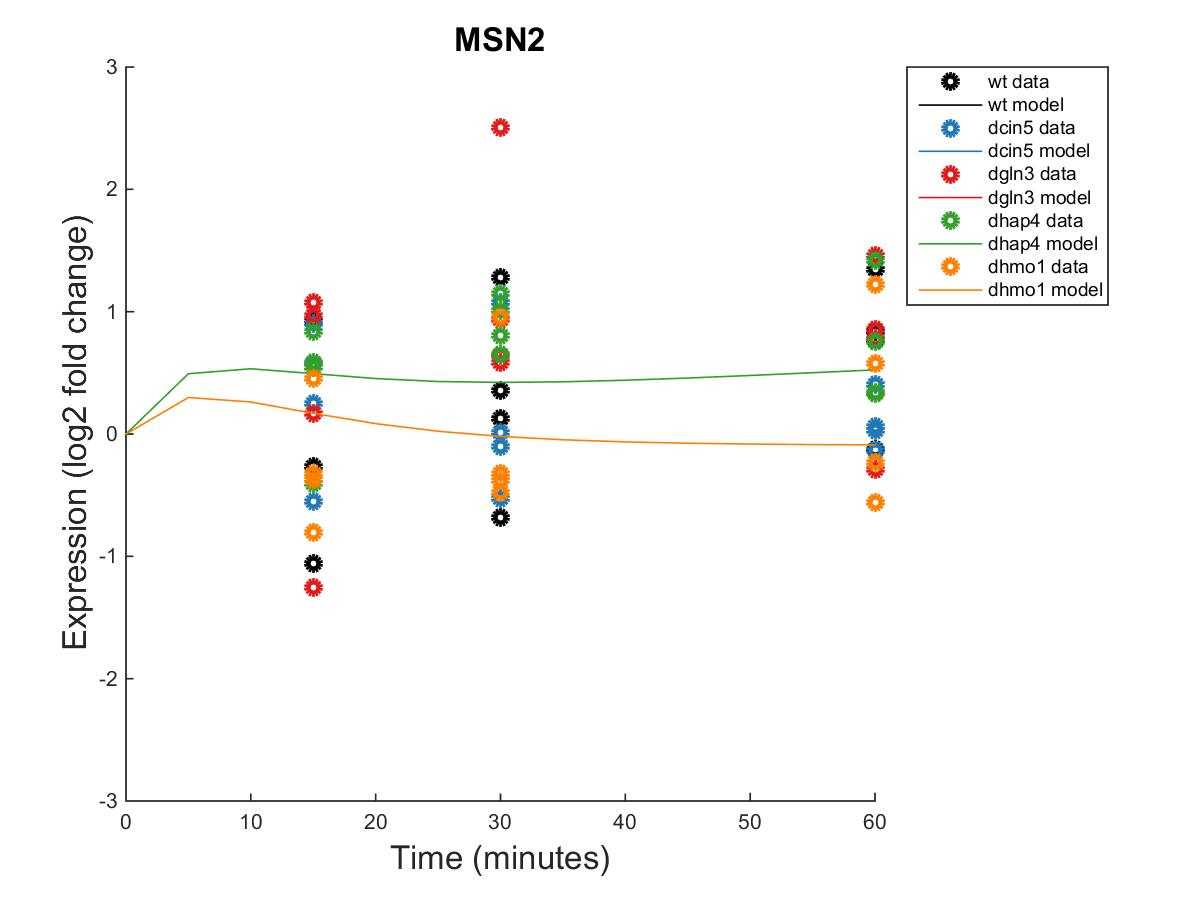 MSN2
Expression (log2 fold change)
3
2
1
0
-1
-2
-3
0 10 20 30 40 50 60
Time (minutes)
wt data
wt model
dcin5 data
dcin5 model
dgln3 data
dgln3 model
dhap4 data
dhap4 model
dhmo1 data
dhmo1 model